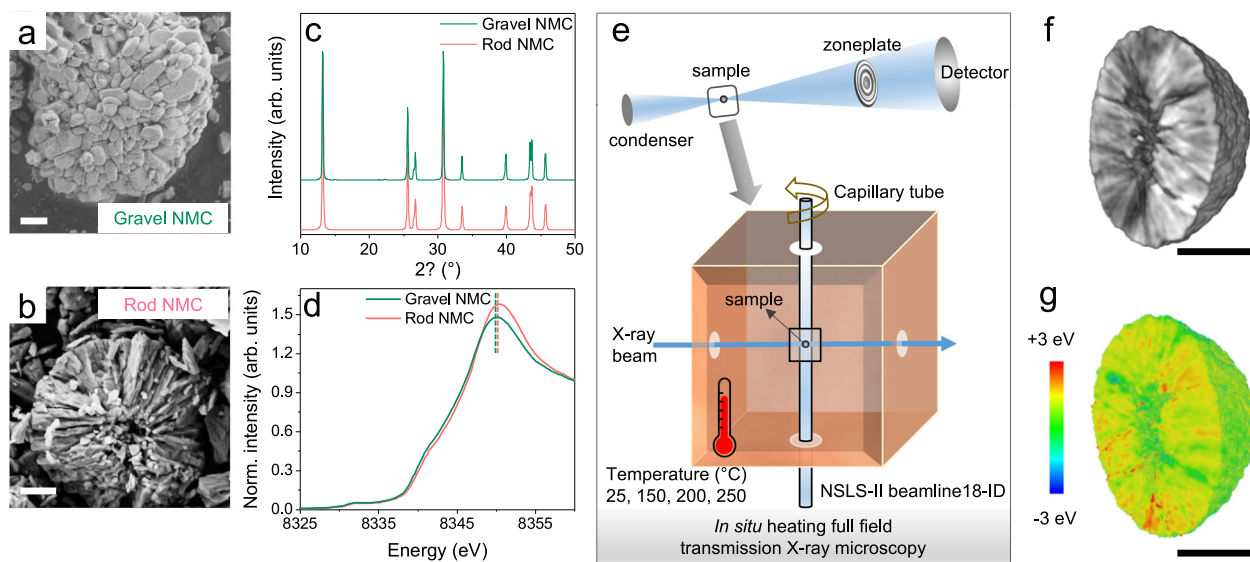 a
Gravel NMC
b
Rod NMC
c
Gravel NMC
Rod NMC
Intensity (arb. units)
10 20 30 40 50
2? (°)
d
Gravel NMC
Rod NMC
Norm. intensity (arb. units)
1.5
1.2
0.9
0.6
0.3
0.0
8325 8335 8345 8355
Energy (eV)
e
zoneplate
sample
Detector
condenser
Capillary tube
sample
X-ray
beam
Temperature (°C)
25, 150, 200, 250
NSLS-II beamline18-ID
In situ heating full field
transmission X-ray microscopy
f
g
+3 eV
-3 eV